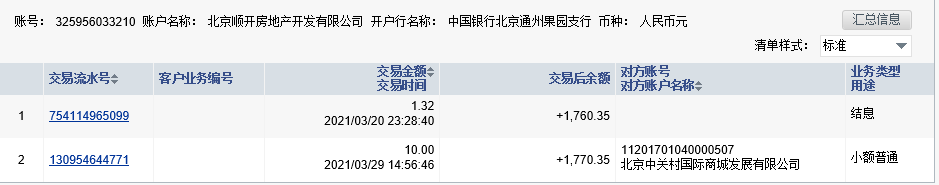 账号： 325956033210 账户名称： 北京顺开房地产开发有限公司 开户行名称： 中国银行北京通州果园支行 币种： 人民币元
汇总信息
清单样式： 标准
交易流水号 客户业务编号 交易金额 交易后余额 对方账号 业务类型
交易时间 对方账户名称 用途
1 754114965099 1.32 +1,760.35 结息
2021/03/20 23:28:40
2 130954644771 10.00 +1,770.35 11201701040000507 小额普通
2021/03/29 14:56:46 北京中关村国际商城发展有限公司